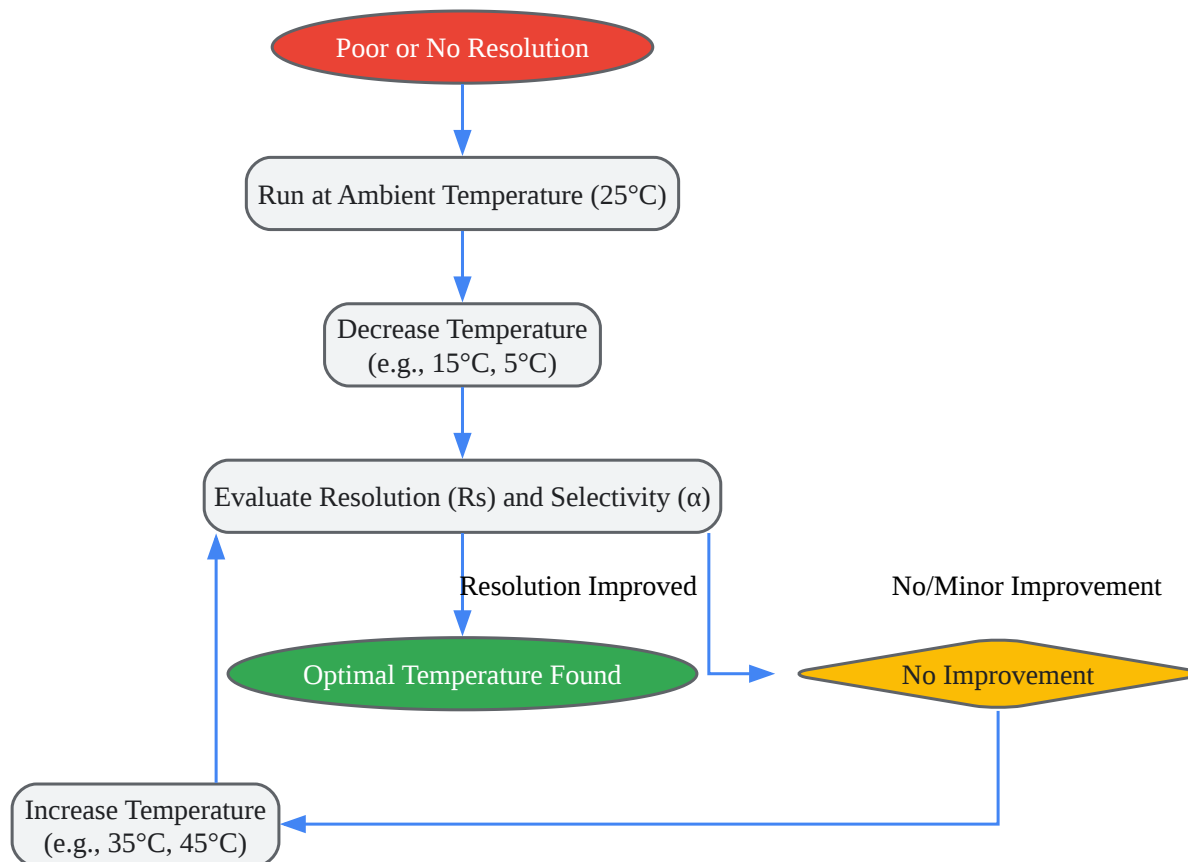 Poor or No Resolution
Run at Ambient Temperature (25°C)
Decrease Temperature
(e.g., 15°C, 5°C)
Evaluate Resolution (Rs) and Selectivity (α)
Resolution Improved
No/Minor Improvement
Optimal Temperature Found
No Improvement
Increase Temperature
(e.g., 35°C, 45°C)